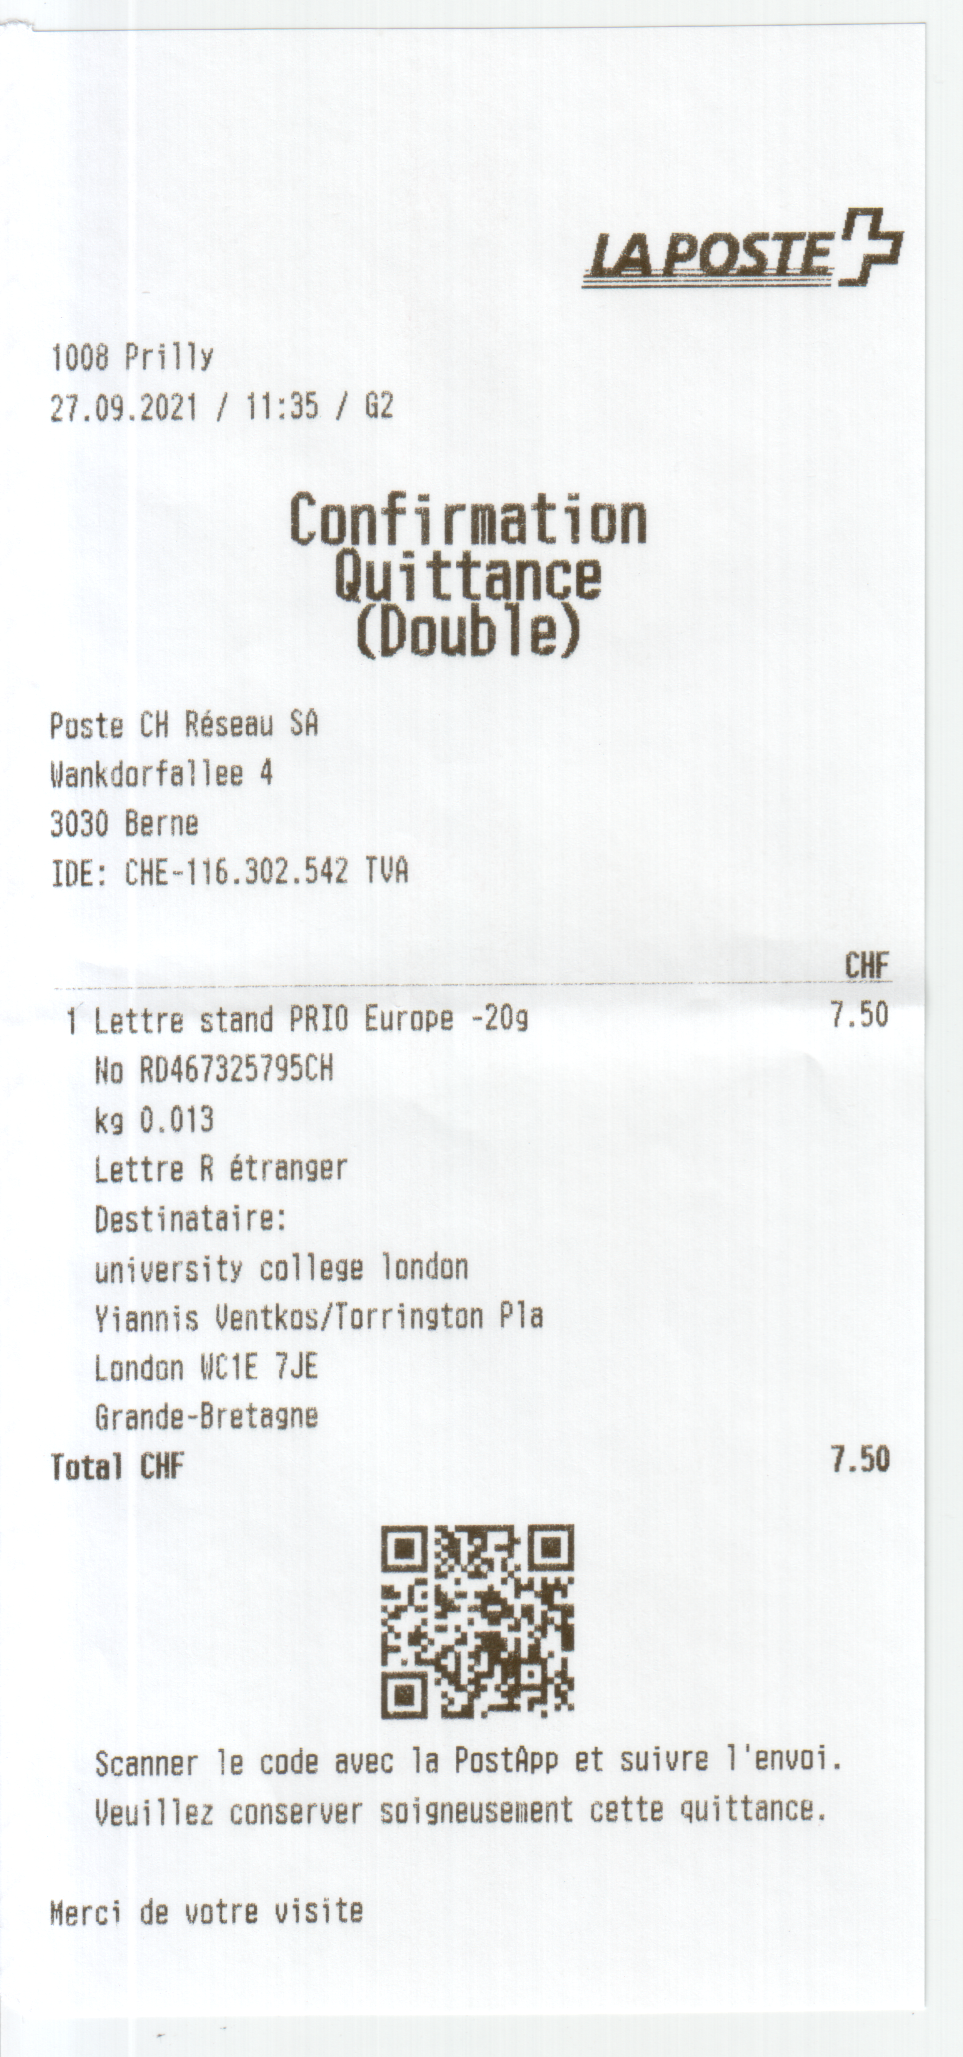 LA POSTE
1008 Prilly
27.09.2021 / 11:35 / G2
Confirmation
Quittance
(Double)
Poste CH Réseau SA
Wankdorfallee 4
3030 Berne
IDE: CHE-116.302.542 TVA
CHF
1 Lettre stand PRIO Europe -20g 7.50
No RD467325795CH
kg 0.013
Lettre R étranger
Destinataire:
university college london
Yiannis Ventkos/Torrington Pla
London WC1E 7JE
Grande-Bretagne
Total CHF 7.50
Scanner le code avec la PostApp et suivre l'envoi.
Veuillez conserver soigneusement cette quittance.
Merci de votre visite